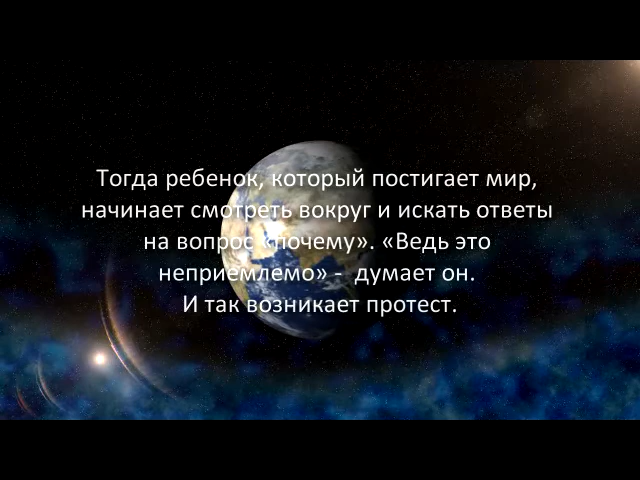 Тогда ребенок, который постигает мир,
начинает смотреть вокруг и искать ответы
на вопрос «почему». «Ведь это
неприемлемо» -  думает он.
И так возникает протест.